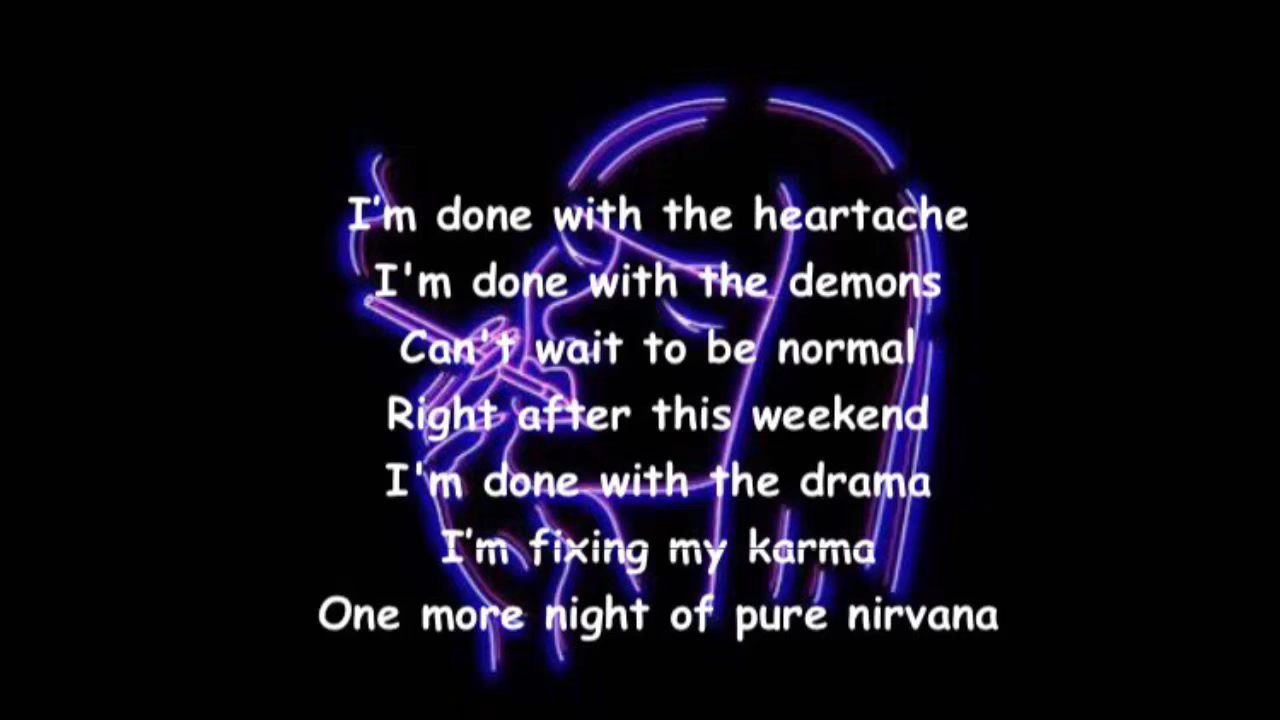 I'm done with the heartache
I'm done with the demons
Can't wait to be normal
Right after this weekend
I'm done with the drama
I'm fixing my karma
One more night of pure nirvana